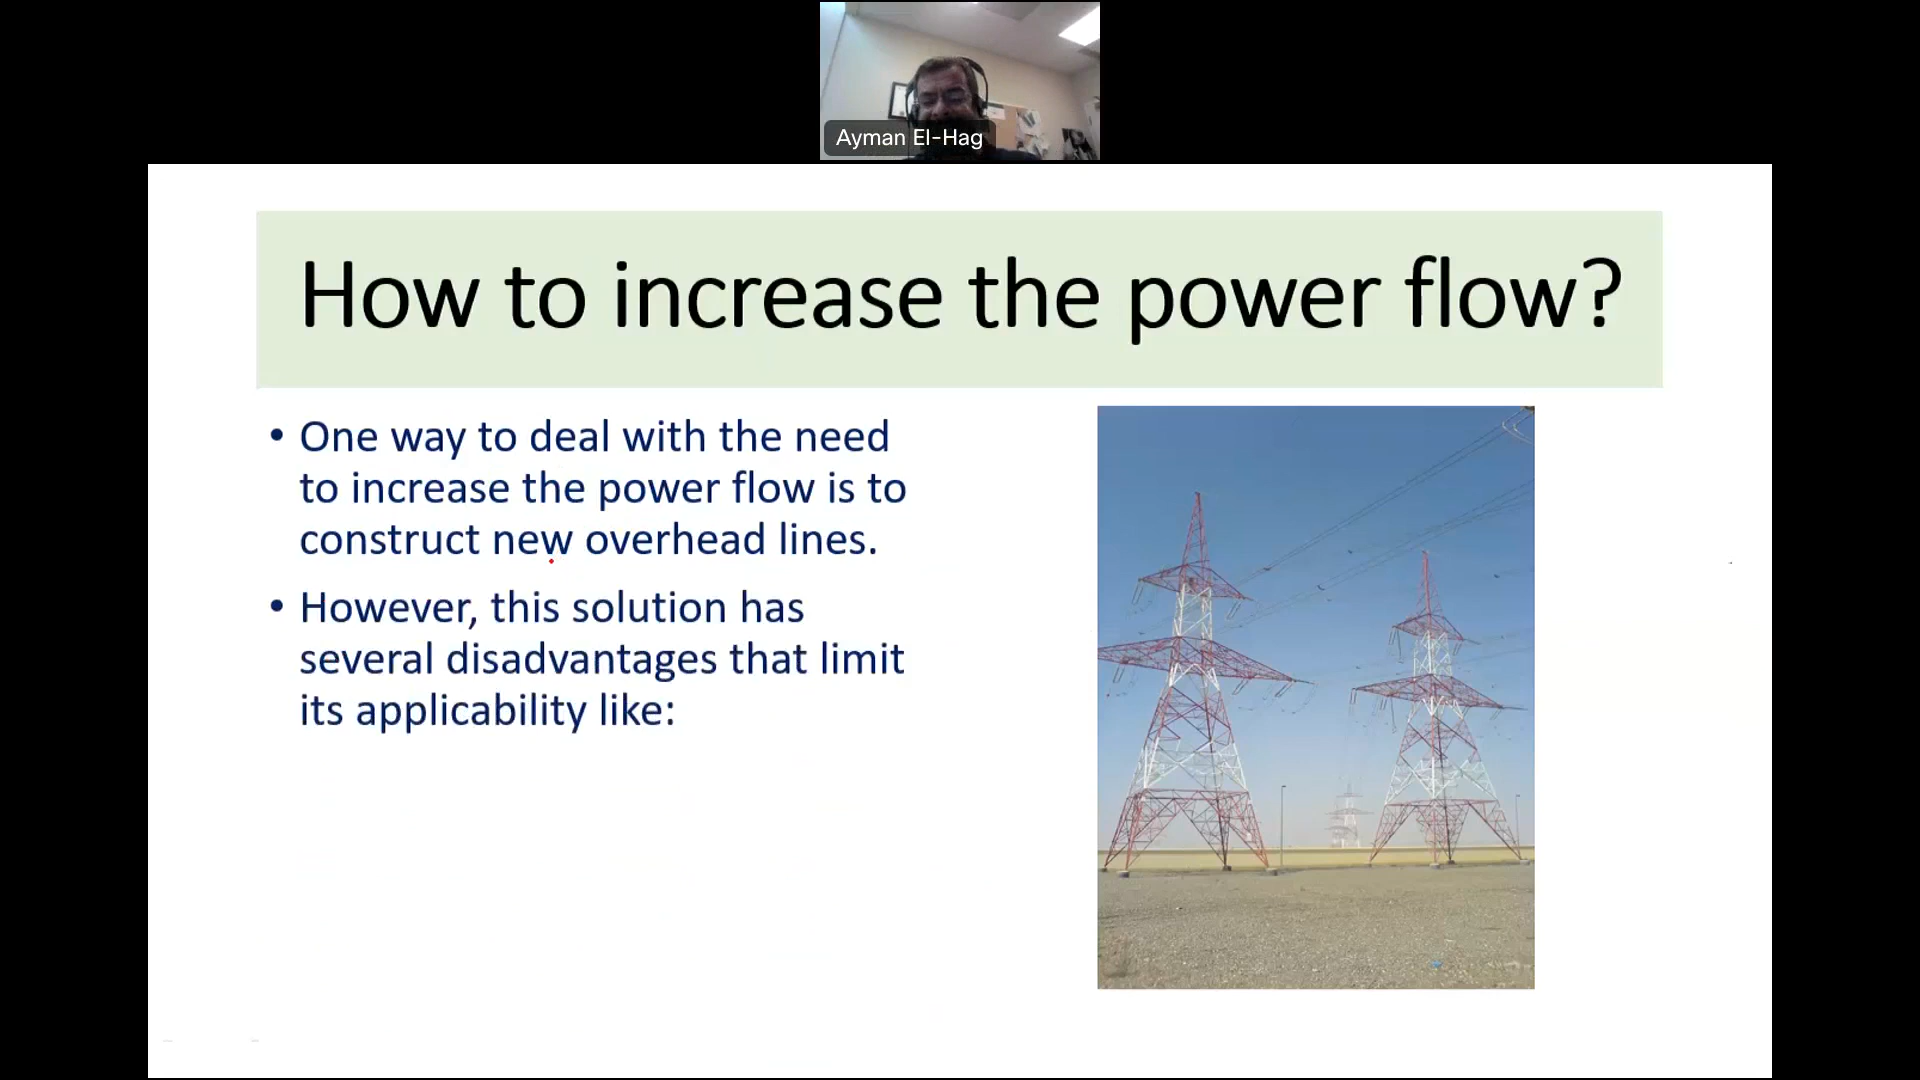 Ayman El-Hag
How to increase the power flow?
• One way to deal with the need
to increase the power flow is to
construct new overhead lines.
• However, this solution has
several disadvantages that limit
its applicability like: